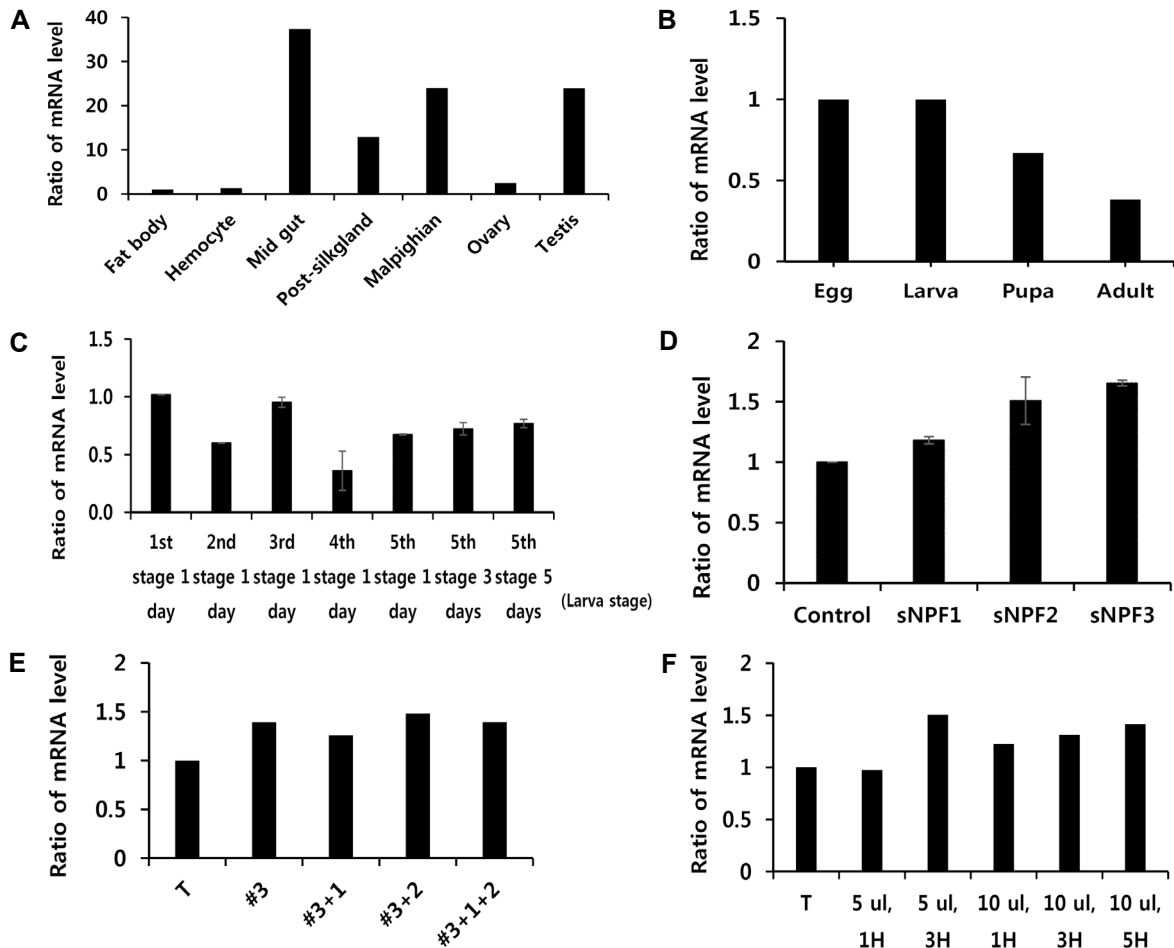 A
Ratio of mRNA level
40
30
20
10
0
Fat body
Hemocyte
Mid gut
Post-silkgland
Malpighian
Ovary
Testis
B
Ratio of mRNA level
1.5
1
0.5
0
Egg Larva Pupa Adult
C
Ratio of mRNA level
1.5
1.0
0.5
0.0
1st 2nd 3rd 4th 5th 5th 5th
stage 1 stage 1 stage 1 stage 1 stage 1 stage 3 stage 5
day day day day day days days
(Larva stage)
D
Ratio of mRNA level
2
1.5
1
0.5
0
Control sNPF1 sNPF2 sNPF3
E
Ratio of mRNA level
2
1.5
1
0.5
0
T
#3
#3+1
#3+2
#3+1+2
F
Ratio of mRNA level
2
1.5
1
0.5
0
T 5 ul, 5 ul, 10 ul, 10 ul, 10 ul,
1H 3H 1H 3H 5H